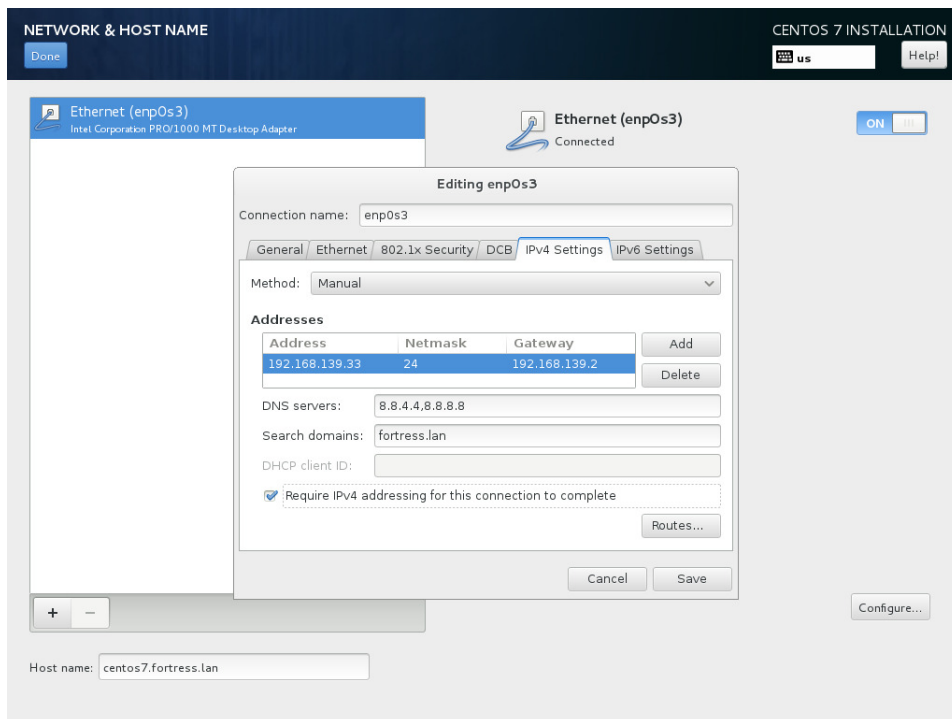 NETWORK & HOST NAME
CENTOS 7 INSTALLATION
Done
us
Help!
Ethernet (enp0s3)
Intel Corporation PRO/1000 MT Desktop Adapter
Ethernet (enp0s3)
Connected
ON
Editing enp0s3
Connection name: enp0s3
General Ethernet 802.1x Security DCB IPv4 Settings IPv6 Settings
Method: Manual
Addresses
Address Netmask Gateway
Add
192.168.139.33 24 192.168.139.2
Delete
DNS servers: 8.8.4.4,8.8.8.8
Search domains: fortress.lan
DHCP client ID:
Require IPv4 addressing for this connection to complete
Routes...
Cancel Save
+ −
Configure...
Host name: centos7.fortress.lan